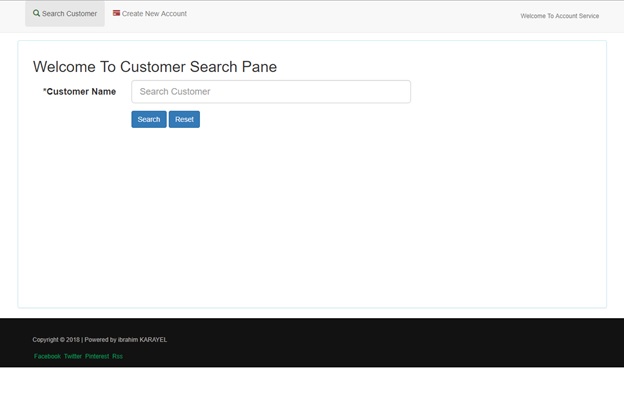 Search Customer Create New Account Welcome To Account Service
Welcome To Customer Search Pane
*Customer Name Search Customer
Search Reset
Copyright © 2018 | Powered by ibrahim KARAYEL
Facebook Twitter Pinterest Rss